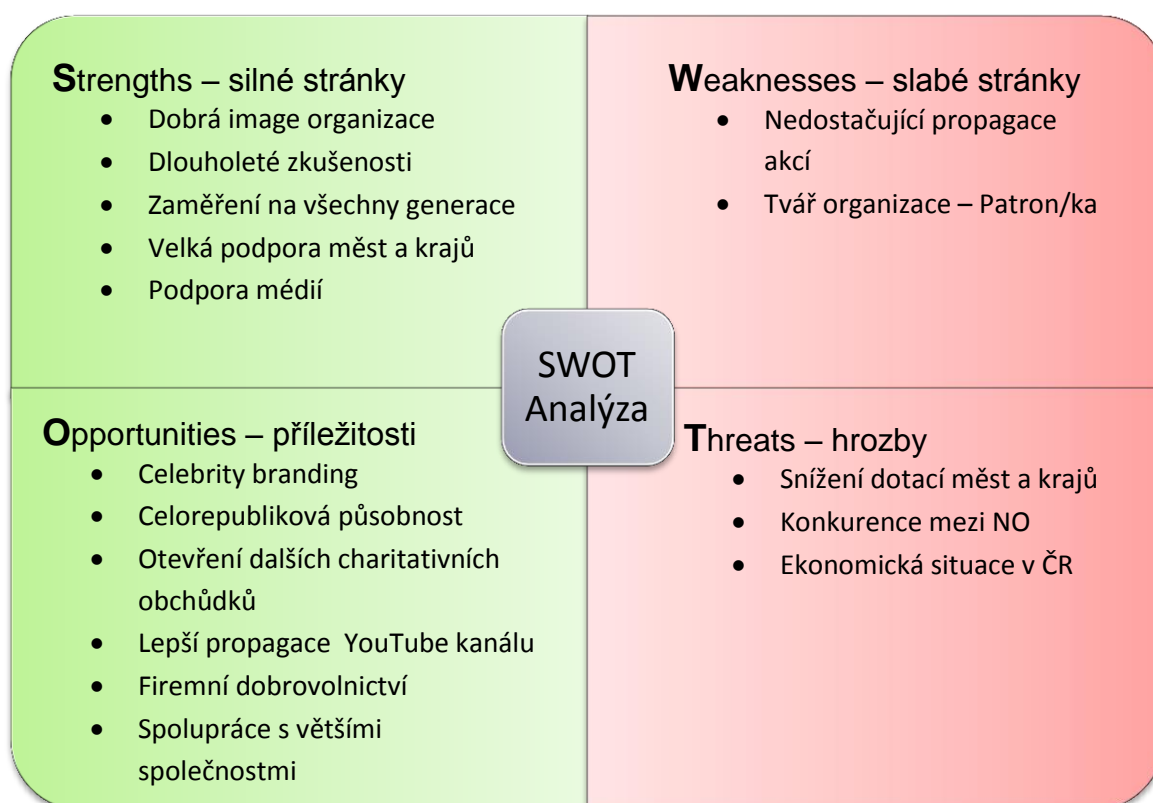 Strengths – silné stránky
• Dobrá image organizace
• Dlouholeté zkušenosti
• Zaměření na všechny generace
• Velká podpora měst a krajů
• Podpora médií
Weaknesses – slabé stránky
• Nedostačující propagace
akcí
• Tvář organizace – Patron/ka
SWOT
Analýza
Opportunities – příležitosti
• Celebrity branding
• Celorepubliková působnost
• Otevření dalších charitativních
obchůdků
• Lepší propagace YouTube kanálu
• Firemní dobrovolnictví
• Spolupráce s většími
společnostmi
Threats – hrozby
• Snížení dotací měst a krajů
• Konkurence mezi NO
• Ekonomická situace v ČR